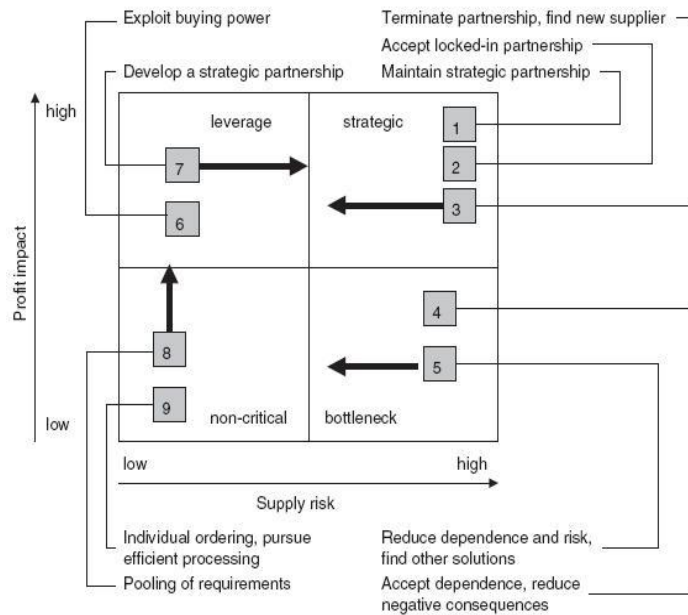 Exploit buying power
Terminate partnership, find new supplier
Accept locked-in partnership
Develop a strategic partnership
Maintain strategic partnership
high
leverage
strategic
1
7
2
6
3
Profit impact
4
8
5
9
low
non-critical
bottleneck
low
high
Supply risk
Individual ordering, pursue
efficient processing
Pooling of requirements
Reduce dependence and risk,
find other solutions
Accept dependence, reduce
negative consequences